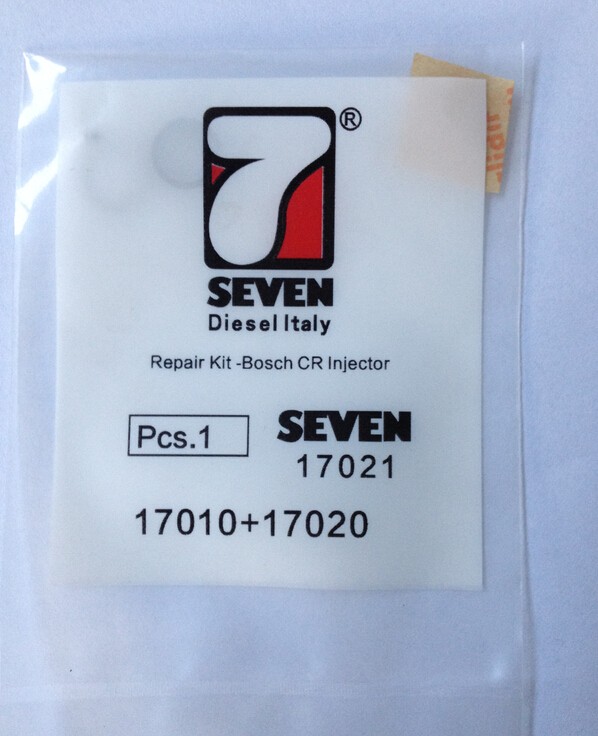 7®
SEVEN
Diesel Italy
Repair Kit -Bosch CR Injector
Pcs.1
SEVEN
17021
17010+17020